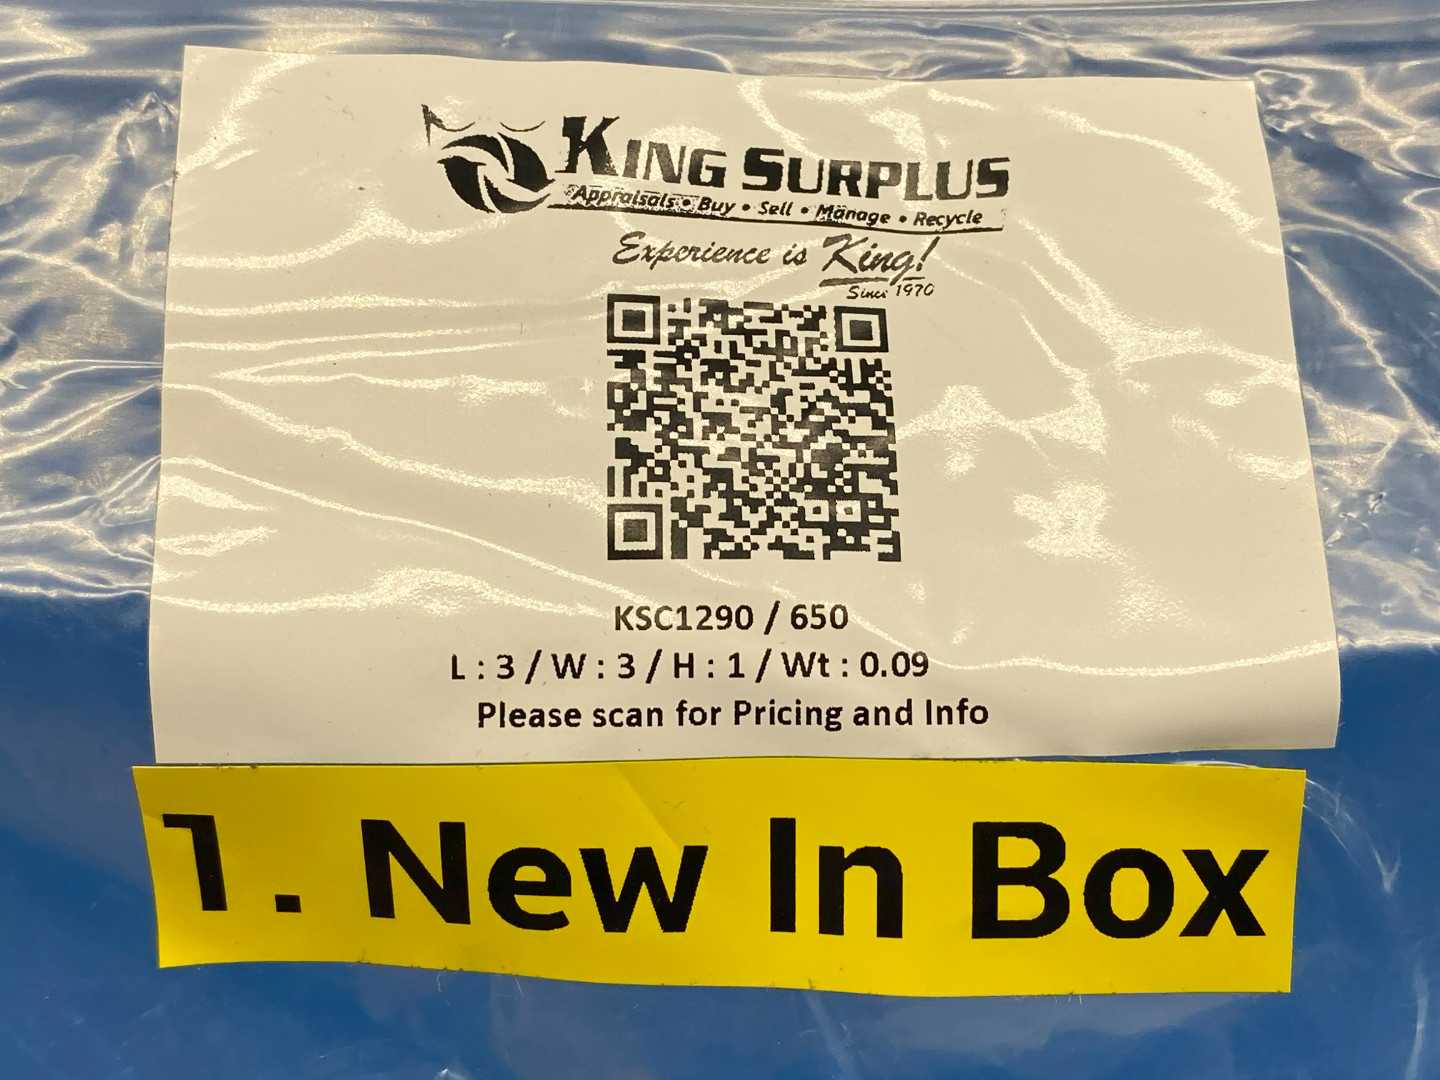 KING SURPLUS
Appraisals • Buy • Sell • Manage • Recycle
Experience is King!
Since 1970
KSC1290 / 650
L : 3 / W : 3 / H : 1 / Wt : 0.09
Please scan for Pricing and Info
1. New In Box